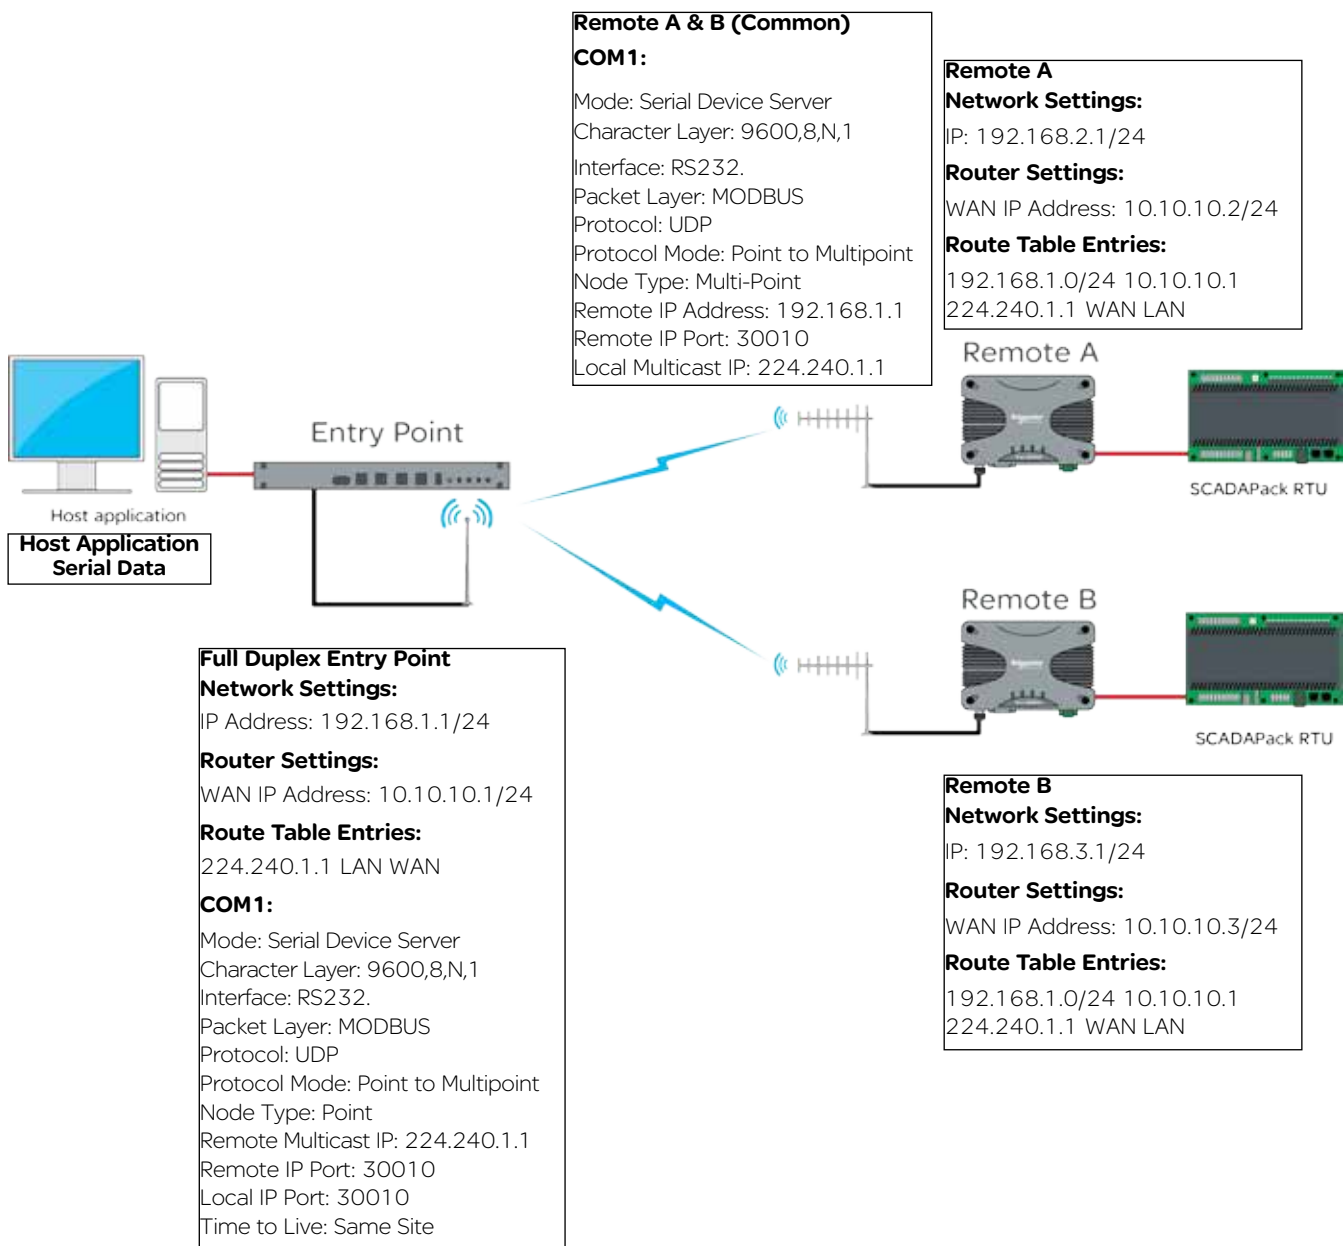 Remote A & B (Common)
COM1:
Mode: Serial Device Server
Character Layer: 9600,8,N,1
Interface: RS232.
Packet Layer: MODBUS
Protocol: UDP
Protocol Mode: Point to Multipoint
Node Type: Multi-Point
Remote IP Address: 192.168.1.1
Remote IP Port: 30010
Local Multicast IP: 224.240.1.1
Remote A
Network Settings:
IP: 192.168.2.1/24
Router Settings:
WAN IP Address: 10.10.10.2/24
Route Table Entries:
192.168.1.0/24 10.10.10.1
224.240.1.1 WAN LAN
Remote A
SCADAPack RTU
Entry Point
Host application
Host Application
Serial Data
Remote B
SCADAPack RTU
Full Duplex Entry Point
Network Settings:
IP Address: 192.168.1.1/24
Router Settings:
WAN IP Address: 10.10.10.1/24
Route Table Entries:
224.240.1.1 LAN WAN
COM1:
Mode: Serial Device Server
Character Layer: 9600,8,N,1
Interface: RS232.
Packet Layer: MODBUS
Protocol: UDP
Protocol Mode: Point to Multipoint
Node Type: Point
Remote Multicast IP: 224.240.1.1
Remote IP Port: 30010
Local IP Port: 30010
Time to Live: Same Site
Remote B
Network Settings:
IP: 192.168.3.1/24
Router Settings:
WAN IP Address: 10.10.10.3/24
Route Table Entries:
192.168.1.0/24 10.10.10.1
224.240.1.1 WAN LAN